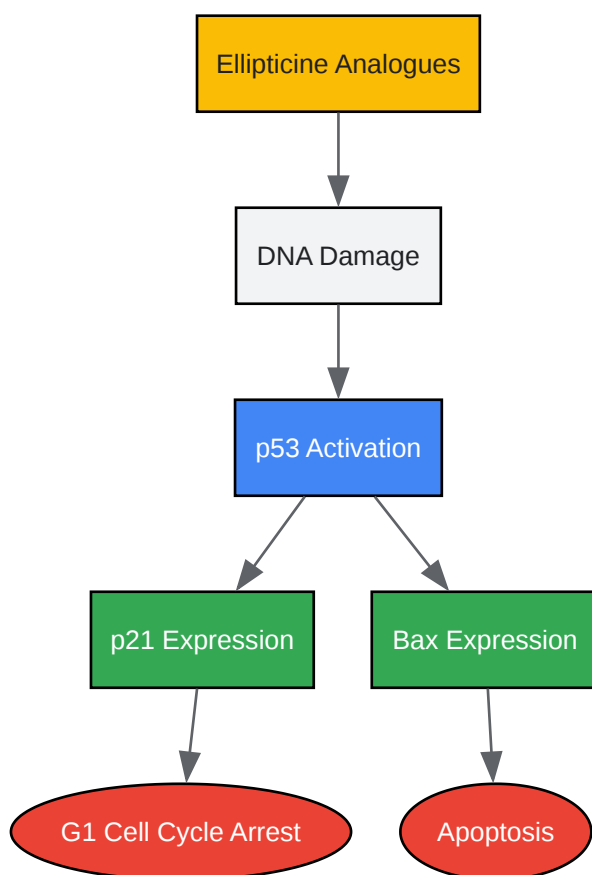 Ellipticine Analogues
DNA Damage
p53 Activation
p21 Expression
Bax Expression
G1 Cell Cycle Arrest
Apoptosis